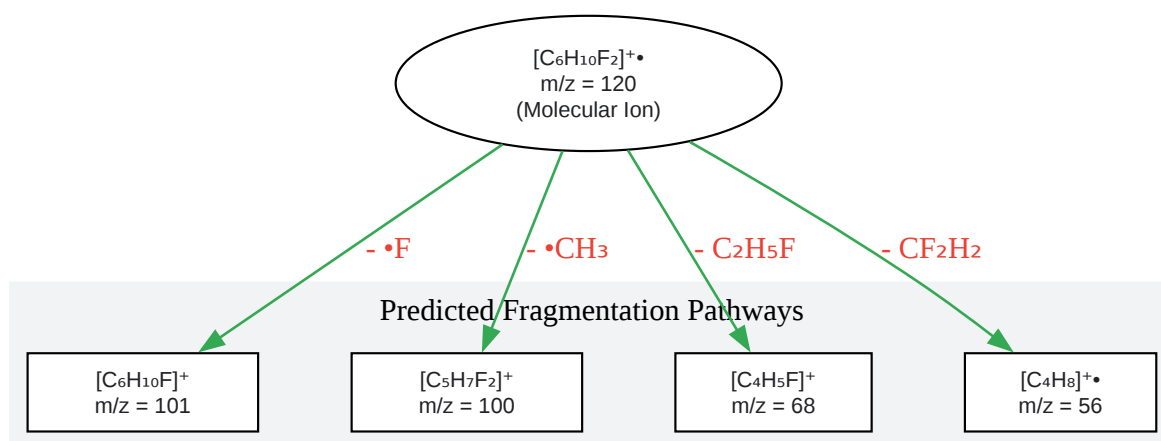 [C₆H₁₀F₂]⁺•
m/z = 120
(Molecular Ion)
- •F
- •CH₃
- C₂H₅F
- CF₂H₂
Predicted Fragmentation Pathways
[C₆H₁₀F]⁺
m/z = 101
[C₅H₇F₂]⁺
m/z = 100
[C₄H₅F]⁺
m/z = 68
[C₄H₈]⁺•
m/z = 56